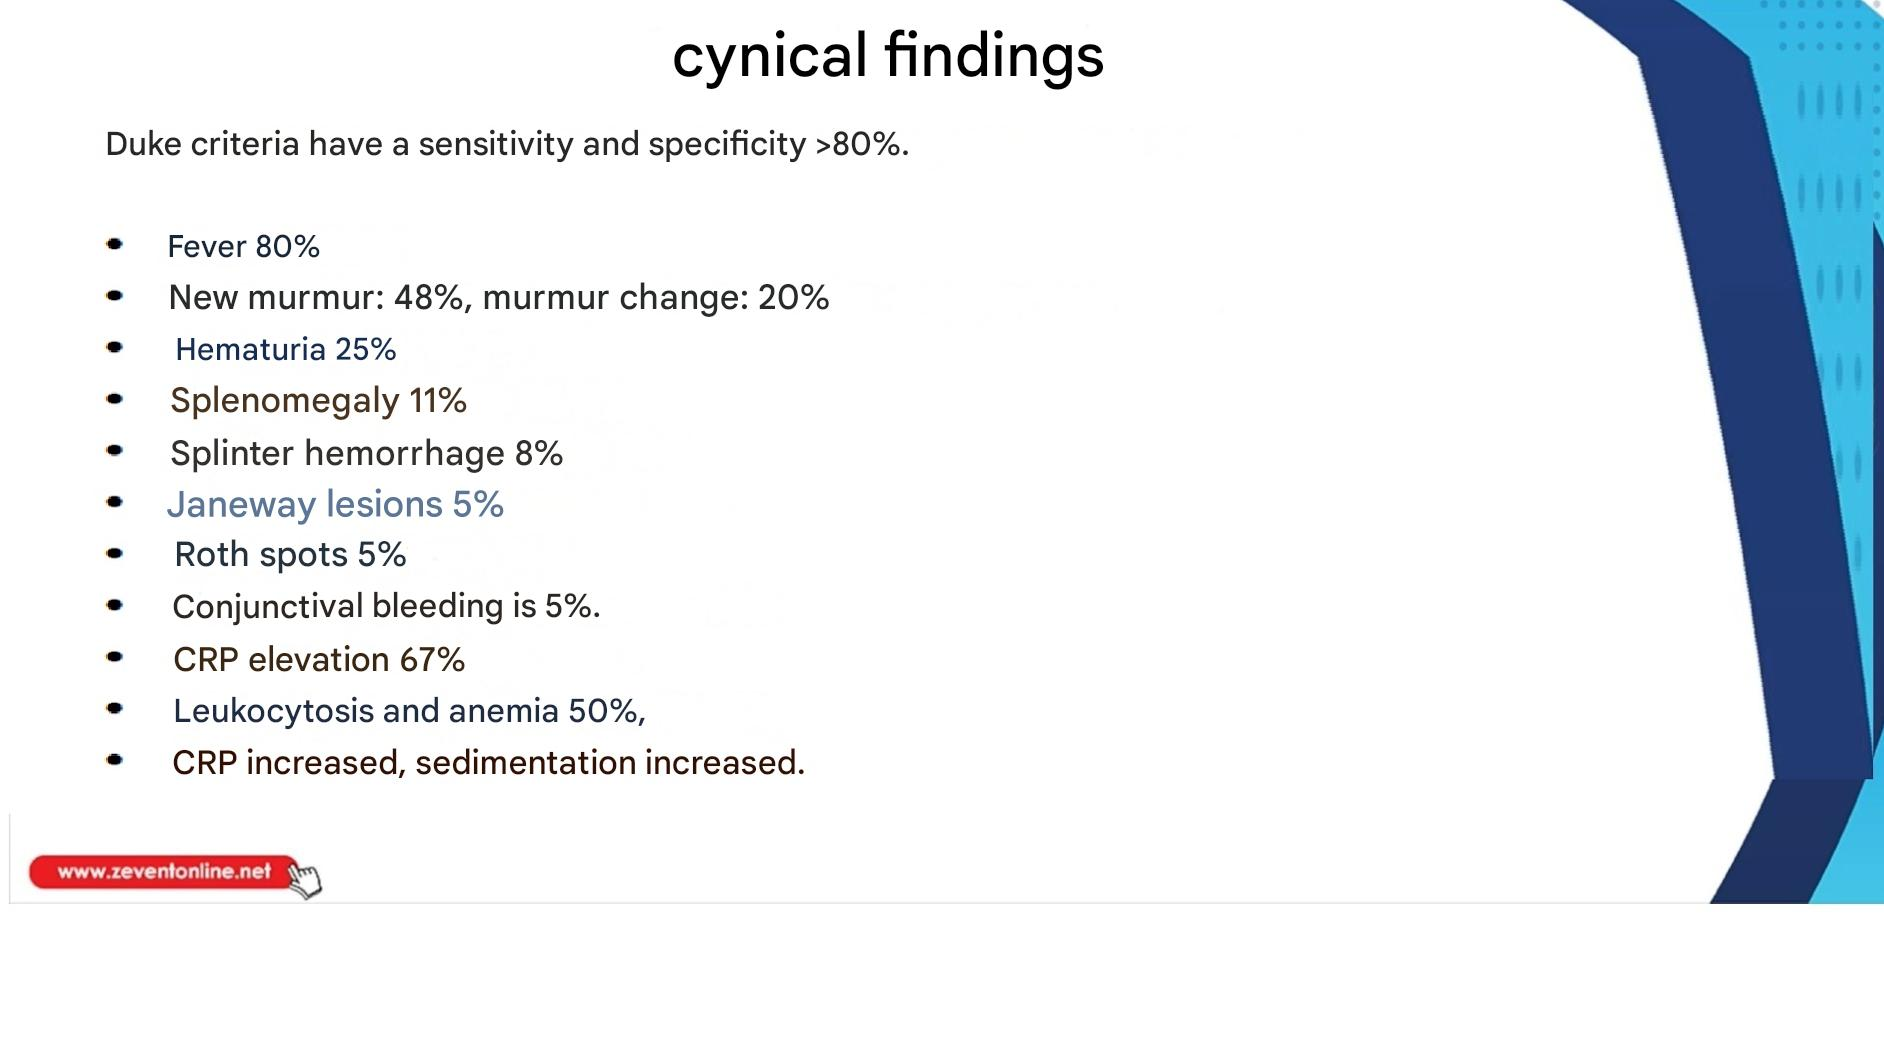 cynical findings
Duke criteria have a sensitivity and specificity >80%.
• Fever 80%
• New murmur: 48%, murmur change: 20%
• Hematuria 25%
• Splenomegaly 11%
• Splinter hemorrhage 8%
• Janeway lesions 5%
• Roth spots 5%
• Conjunctival bleeding is 5%.
• CRP elevation 67%
• Leukocytosis and anemia 50%,
• CRP increased, sedimentation increased.
www.zeventonline.net